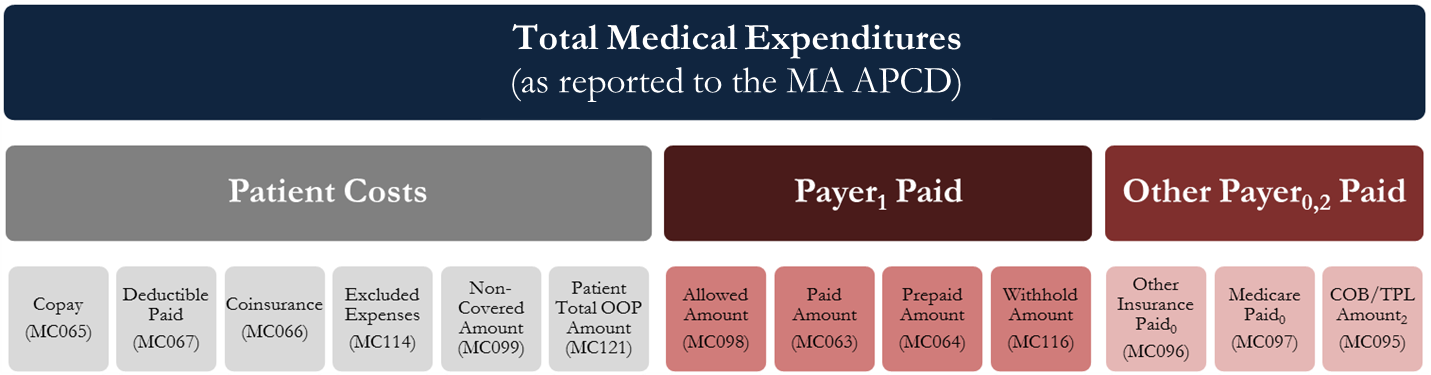 Total Medical Expenditures
(as reported to the MA APCD)
Patient Costs
Payer₁ Paid
Other Payer₀,₂ Paid
Copay
(MC065)
Deductible
Paid
(MC067)
Coinsurance
(MC066)
Excluded
Expenses
(MC114)
Non-
Covered
Amount
(MC099)
Patient
Total OOP
Amount
(MC121)
Allowed
Amount
(MC098)
Paid
Amount
(MC063)
Prepaid
Amount
(MC064)
Withhold
Amount
(MC116)
Other
Insurance
Paid₀
(MC096)
Medicare
Paid₀
(MC097)
COB/TPL
Amount₂
(MC095)